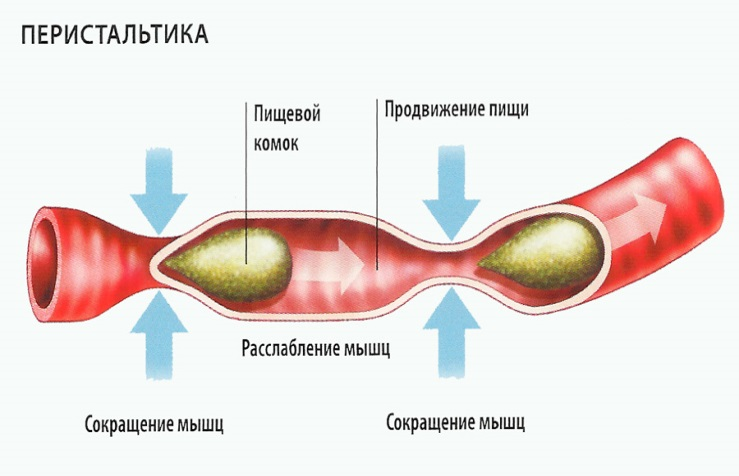 ПЕРИСТАЛЬТИКА
Пищевой
комок
Продвижение пищи
Расслабление мышц
Сокращение мышц
Сокращение мышц